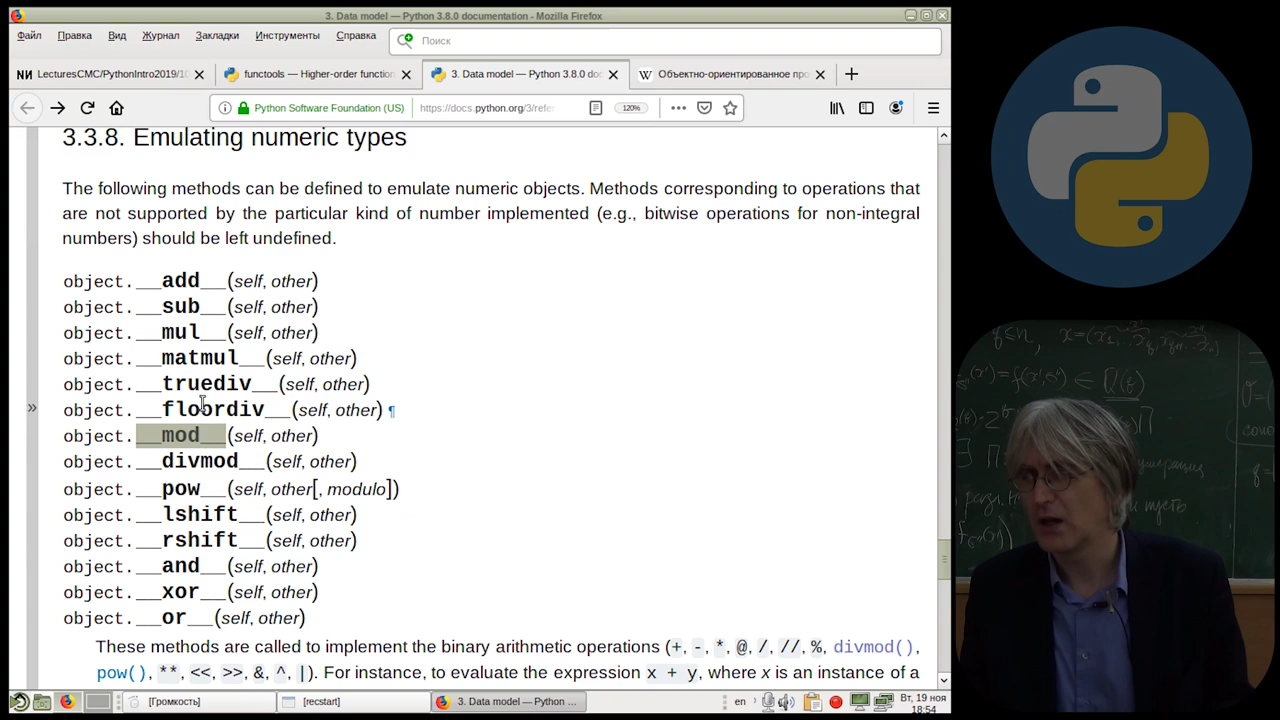 3. Data model — Python 3.8.0 documentation - Mozilla Firefox
Файл Правка Вид Журнал Закладки Инструменты Справка Поиск
LecturesCMC/PythonIntro2019/10 functools — Higher-order function 3. Data model — Python 3.8.0 doc Объектно-ориентированное про
Python Software Foundation (US) https://docs.python.org/3/refer 120%
3.3.8. Emulating numeric types
The following methods can be defined to emulate numeric objects. Methods corresponding to operations that
are not supported by the particular kind of number implemented (e.g., bitwise operations for non-integral
numbers) should be left undefined.
object.__add__(self, other)
object.__sub__(self, other)
object.__mul__(self, other)
object.__matmul__(self, other)
object.__truediv__(self, other)
object.__floordiv__(self, other) ¶
object.__mod__(self, other)
object.__divmod__(self, other)
object.__pow__(self, other[, modulo])
object.__lshift__(self, other)
object.__rshift__(self, other)
object.__and__(self, other)
object.__xor__(self, other)
object.__or__(self, other)
These methods are called to implement the binary arithmetic operations (+, -, *, @, /, //, %, divmod(),
pow(), **, <<, >>, &, ^, |). For instance, to evaluate the expression x + y, where x is an instance of a
[Громкость] [recstart] 3. Data model — Python ... en Вт, 19 ноя
18:54